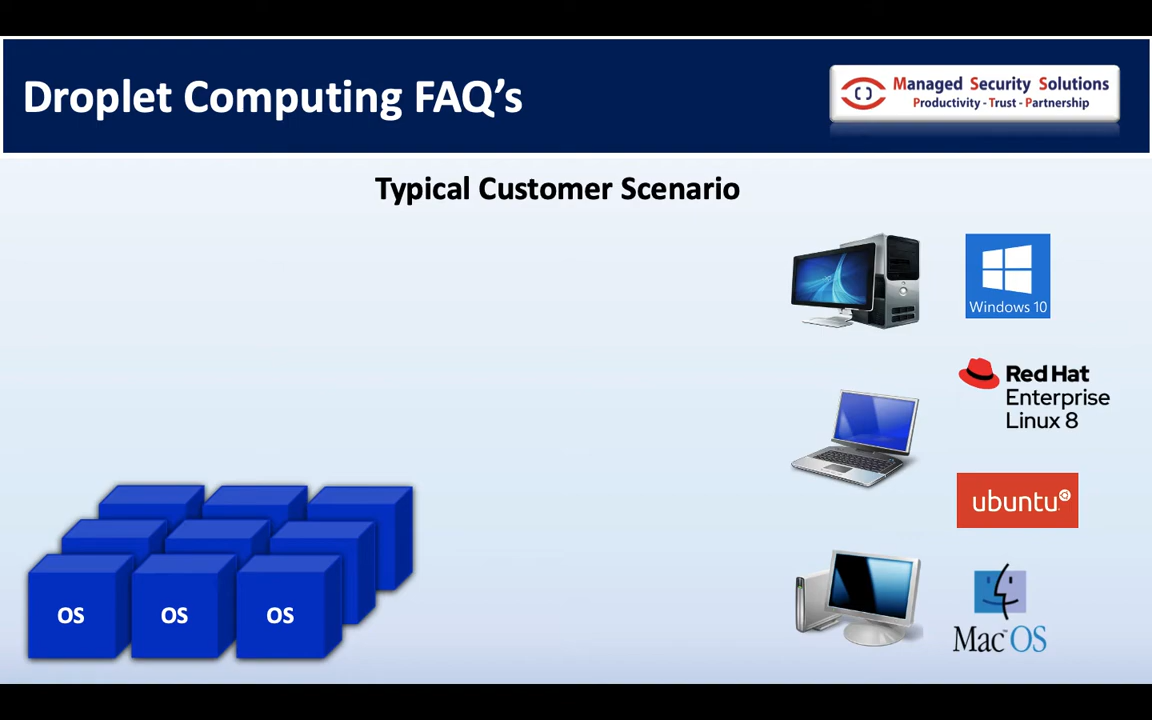 Droplet Computing FAQ's
Managed Security Solutions
Productivity - Trust - Partnership
Typical Customer Scenario
Windows 10
Red Hat
Enterprise
Linux 8
ubuntu
Mac™OS
OS OS OS